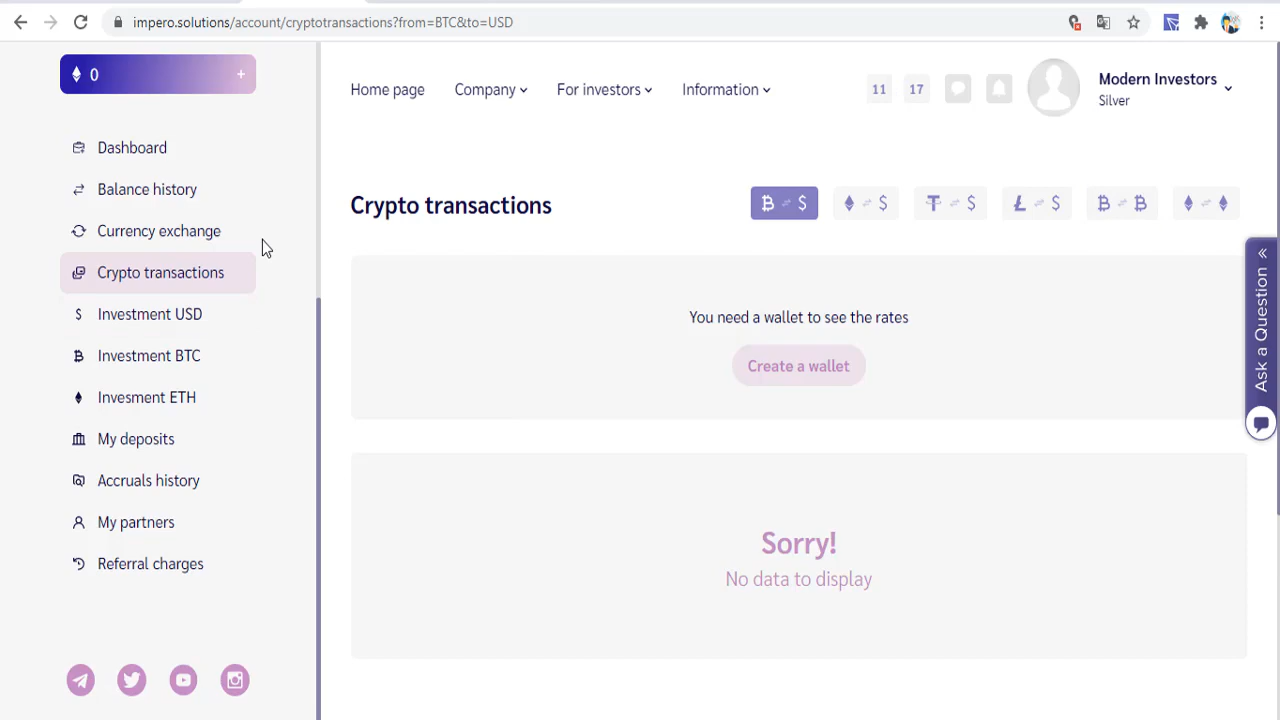 impero.solutions/account/cryptotransactions?from=BTC&to=USD
0 +
Home page Company For investors Information 11 17 Modern Investors
Silver
Dashboard
Balance history
Currency exchange
Crypto transactions
Investment USD
Investment BTC
Invesment ETH
My deposits
Accruals history
My partners
Referral charges
Crypto transactions
You need a wallet to see the rates
Create a wallet
Sorry!
No data to display
Ask a Question